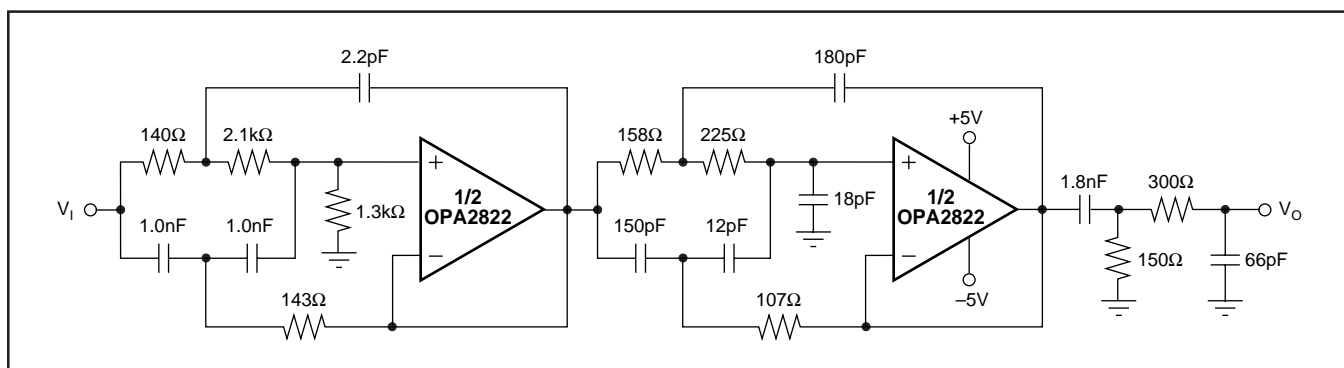 2.2pF
180pF
140Ω
2.1kΩ
158Ω
225Ω
+5V
+
1/2
OPA2822
−
1.3kΩ
+
1/2
OPA2822
−
18pF
1.8nF
300Ω
V_I
V_O
1.0nF
1.0nF
150pF
12pF
150Ω
66pF
143Ω
107Ω
–5V